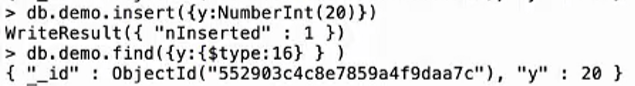 > db.demo.insert({y:NumberInt(20)})
WriteResult({ "nInserted" : 1 })
> db.demo.find({y:{$type:16} } )
{ "_id" : ObjectId("552903c4c8e7859a4f9daa7c"), "y" : 20 }